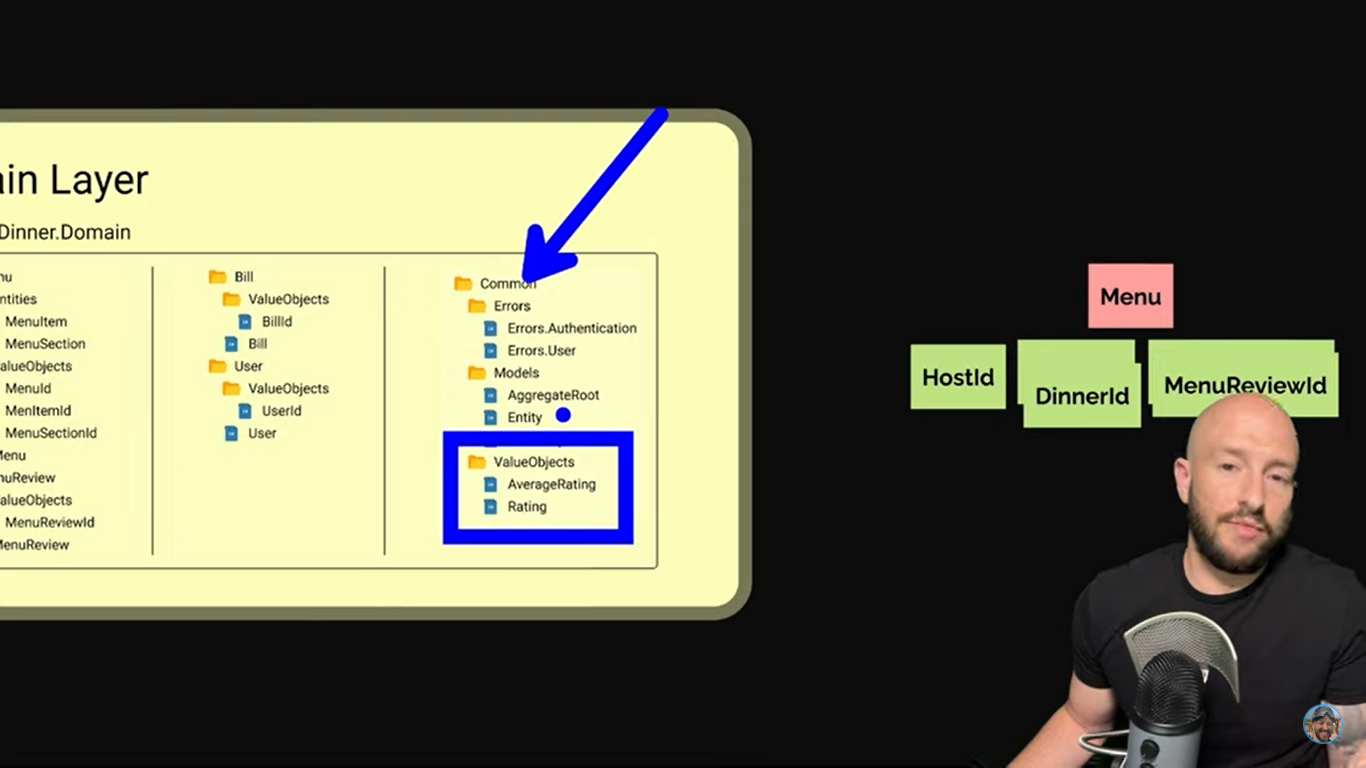 ain Layer
Dinner.Domain
nu
ntities
MenuItem
MenuSection
alueObjects
MenuId
MenItemId
MenuSectionId
Menu
nuReview
alueObjects
MenuReviewId
MenuReview
Bill
ValueObjects
BillId
Bill
User
ValueObjects
UserId
User
Common
Errors
Errors.Authentication
Errors.User
Models
AggregateRoot
Entity
ValueObjects
AverageRating
Rating
Menu
HostId
DinnerId
MenuReviewId